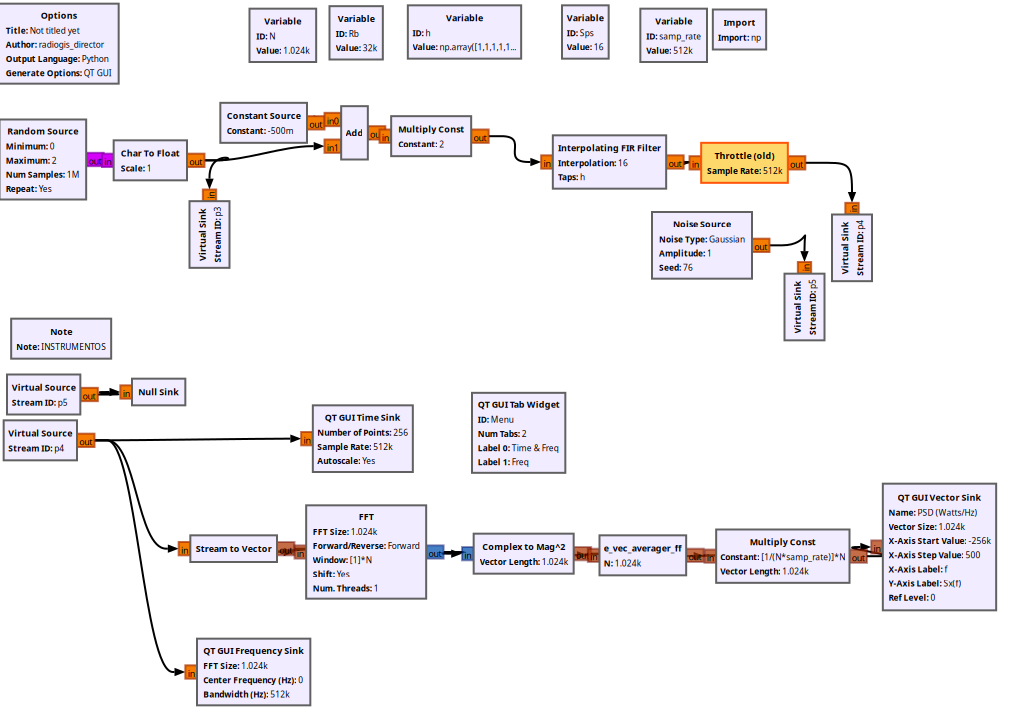 Options
Title: Not titled yet
Author: radiogis_director
Output Language: Python
Generate Options: QT GUI
Variable
ID: N
Value: 1.024k
Variable
ID: Rb
Value: 32k
Variable
ID: h
Value: np.array([1,1,1,1,1...
Variable
ID: Sps
Value: 16
Variable
ID: samp_rate
Value: 512k
Import
Import: np
Random Source
Minimum: 0
Maximum: 2
Num Samples: 1M
Repeat: Yes
out
in
Char To Float
Scale: 1
out
Constant Source
Constant: -500m
out
in0
in1
Add
out
in
Multiply Const
Constant: 2
out
in
Virtual Sink
Stream ID: p3
in
Interpolating FIR Filter
Interpolation: 16
Taps: h
out
in
Throttle (old)
Sample Rate: 512k
out
in
Virtual Sink
Stream ID: p4
Noise Source
Noise Type: Gaussian
Amplitude: 1
Seed: 76
out
in
Virtual Sink
Stream ID: p5
Note
Note: INSTRUMENTOS
Virtual Source
Stream ID: p5
out
in
Null Sink
Virtual Source
Stream ID: p4
out
in
QT GUI Time Sink
Number of Points: 256
Sample Rate: 512k
Autoscale: Yes
QT GUI Tab Widget
ID: Menu
Num Tabs: 2
Label 0: Time & Freq
Label 1: Freq
in
Stream to Vector
out
in
FFT
FFT Size: 1.024k
Forward/Reverse: Forward
Window: [1]*N
Shift: Yes
Num. Threads: 1
out
in
Complex to Mag^2
Vector Length: 1.024k
out
in
e_vec_averager_ff
N: 1.024k
out
in
Multiply Const
Constant: [1/(N*samp_rate)]*N
Vector Length: 1.024k
out
in
QT GUI Vector Sink
Name: PSD (Watts/Hz)
Vector Size: 1.024k
X-Axis Start Value: -256k
X-Axis Step Value: 500
X-Axis Label: f
Y-Axis Label: Sx(f)
Ref Level: 0
in
QT GUI Frequency Sink
FFT Size: 1.024k
Center Frequency (Hz): 0
Bandwidth (Hz): 512k